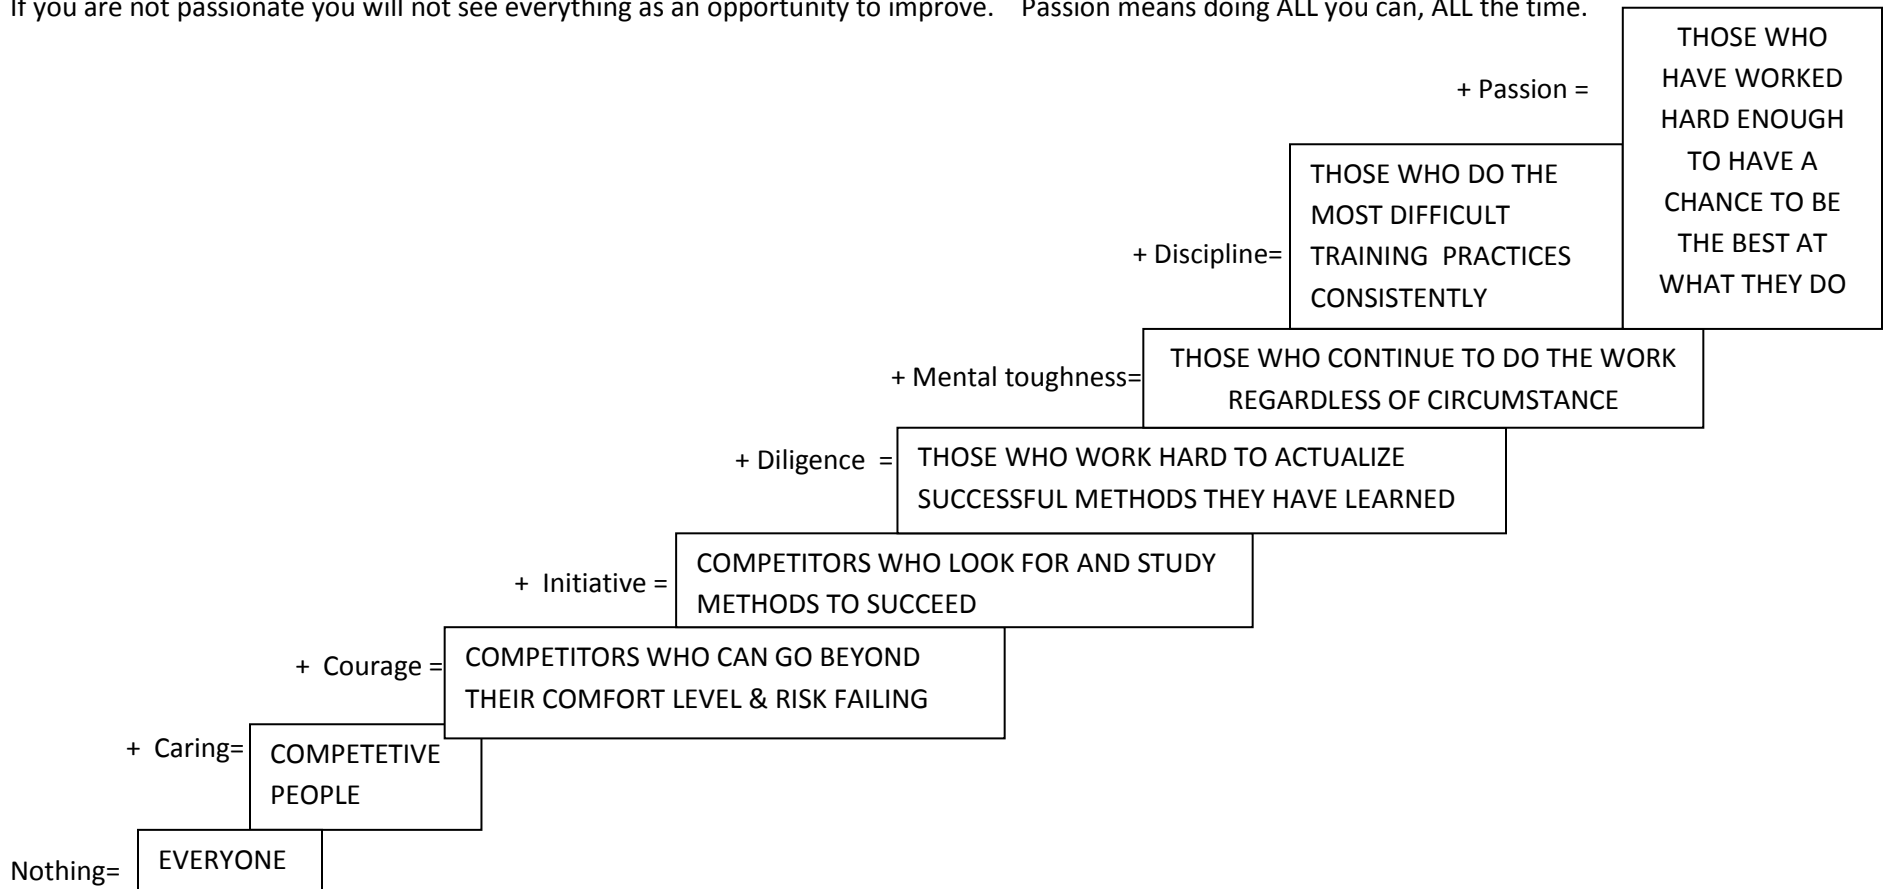 If you are not passionate you will not see everything as an opportunity to improve.    Passion means doing ALL you can, ALL the time.
+ Passion =
THOSE WHO
HAVE WORKED
HARD ENOUGH
TO HAVE A
CHANCE TO BE
THE BEST AT
WHAT THEY DO
+ Discipline=
THOSE WHO DO THE
MOST DIFFICULT
TRAINING  PRACTICES
CONSISTENTLY
+ Mental toughness=
THOSE WHO CONTINUE TO DO THE WORK
REGARDLESS OF CIRCUMSTANCE
+ Diligence  =
THOSE WHO WORK HARD TO ACTUALIZE
SUCCESSFUL METHODS THEY HAVE LEARNED
+  Initiative =
COMPETITORS WHO LOOK FOR AND STUDY
METHODS TO SUCCEED
+  Courage =
COMPETITORS WHO CAN GO BEYOND
THEIR COMFORT LEVEL & RISK FAILING
+  Caring=
COMPETETIVE
PEOPLE
Nothing=
EVERYONE